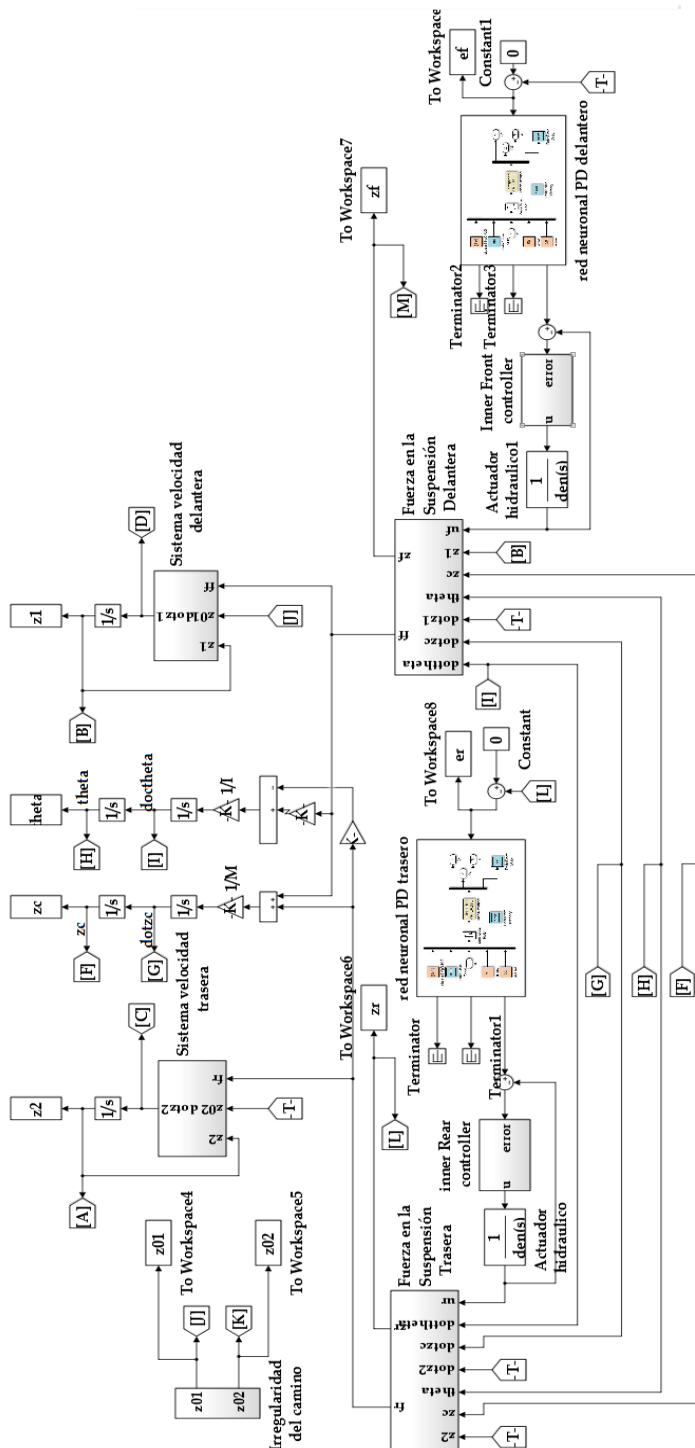 Irregularidad
del camino
z01
z02
[J]
[K]
z01
To Workspace4
z02
To Workspace5
[A]
z2
1/s
[C]
Sistema velocidad
trasera
z2
z02
dotz2
fr
-T-
zc
[F]
zc
1/s
[G]
dotzc
1/s
-K-
1/M
++
theta
[H]
theta
1/s
[I]
doctheta
1/s
-K-
1/I
-K-
K-
[B]
z1
1/s
[D]
Sistema velocidad
delantera
z1
z01
dotz1
ff
[J]
Fuerza en la
Suspensión
Trasera
fr
zr
z2
zc
theta
dotz2
dotzc
dottheta
ur
-T-
-T-
1
den(s)
Actuador
hidraulico
inner Rear
controller
u
error
To Workspace6
zr
[L]
Terminator
Terminator1
red neuronal PD trasero
To Workspace8
er
0
Constant
[L]
[G]
[H]
[F]
Fuerza en la
Suspensión
Delantera
ff
zf
dottheta
dotzc
dotz1
theta
zc
z1
uf
[I]
-T-
[B]
1
den(s)
Actuador
hidraulico1
Inner Front
controller
u
error
To Workspace7
zf
[M]
Terminator2
Terminator3
red neuronal PD delantero
To Workspace
ef
Constant1
0
-T-